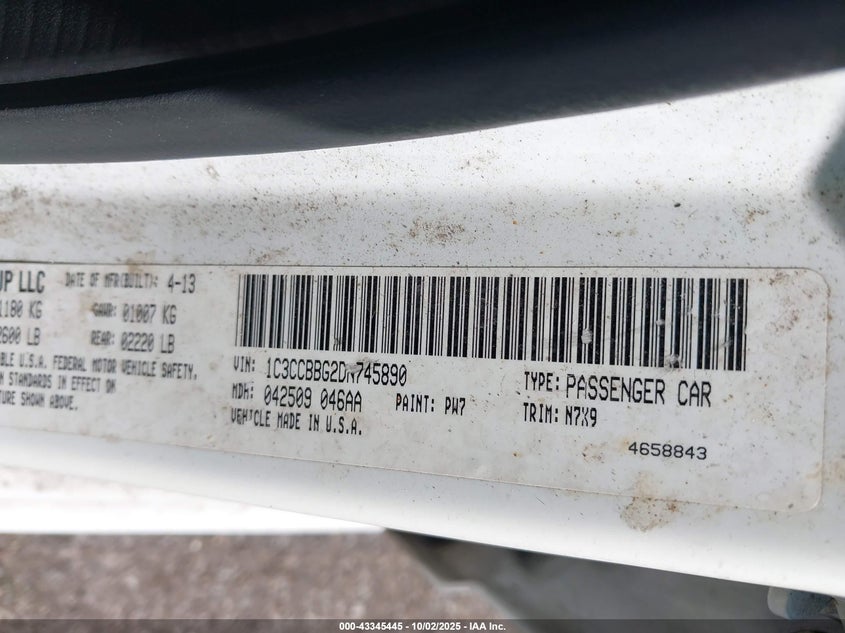 UP LLC DATE OF MFR(BUILT): 4-13
1180 KG GAWR: 01007 KG
2600 LB REAR: 02220 LB
ABLE U.S.A. FEDERAL MOTOR VEHICLE SAFETY,
N STANDARDS IN EFFECT ON
TURE SHOWN ABOVE.
VIN: 1C3CCBBG2DN745890
MDH: 042509 046AA PAINT: PW7
VEHICLE MADE IN U.S.A.
TYPE: PASSENGER CAR
TRIM: N7X9
4658843
000-43345445 - 10/02/2025 - IAA Inc.